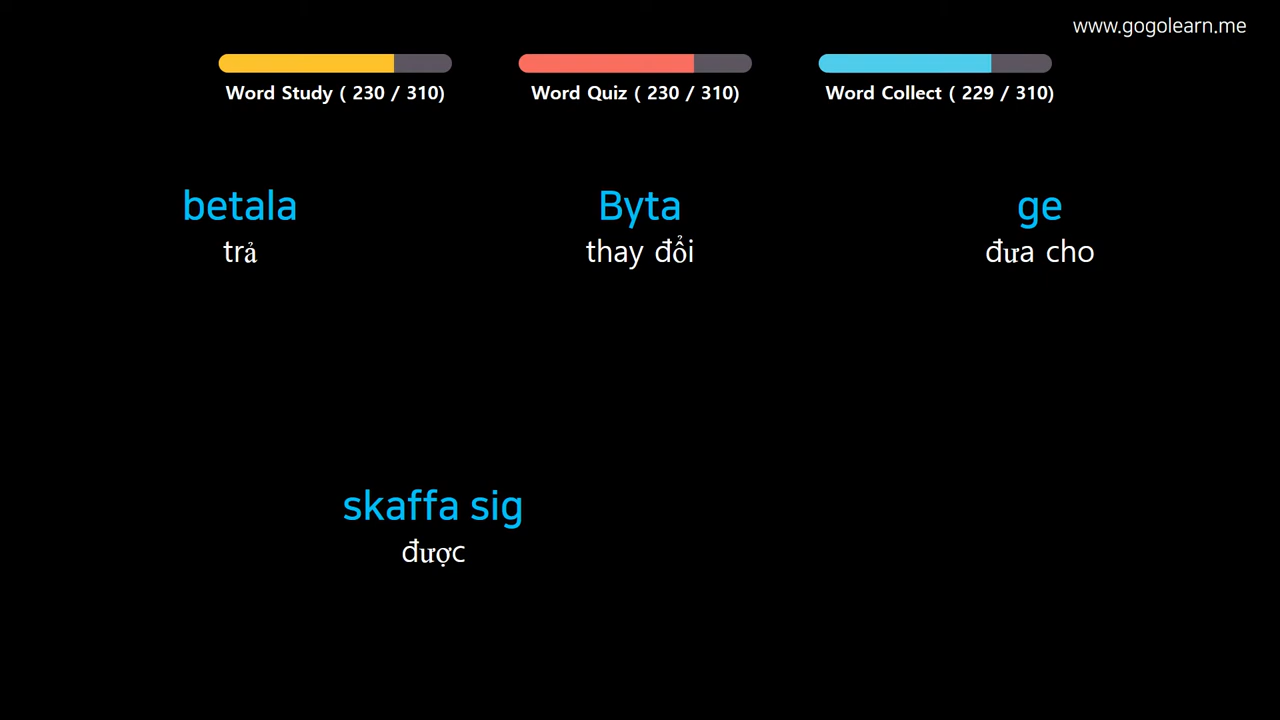 www.gogolearn.me
Word Study ( 230 / 310)
Word Quiz ( 230 / 310)
Word Collect ( 229 / 310)
betala
trả
Byta
thay đổi
ge
đưa cho
skaffa sig
được